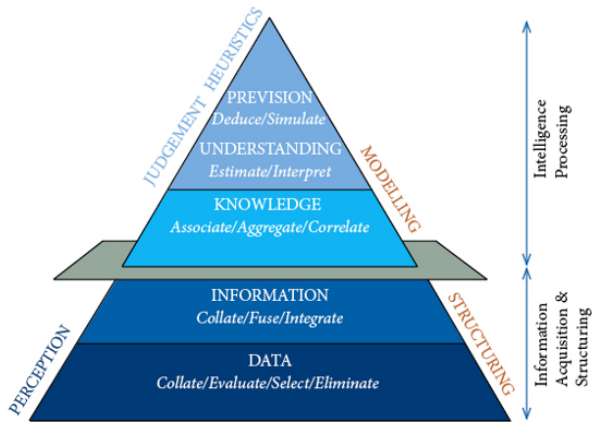 JUDGEMENT HEURISTICS
PREVISION
Deduce/Simulate
UNDERSTANDING
Estimate/Interpret
MODELLING
KNOWLEDGE
Associate/Aggregate/Correlate
Intelligence
Processing
INFORMATION
Collate/Fuse/Integrate
STRUCTURING
PERCEPTION
DATA
Collate/Evaluate/Select/Eliminate
Information
Acquisition &
Structuring